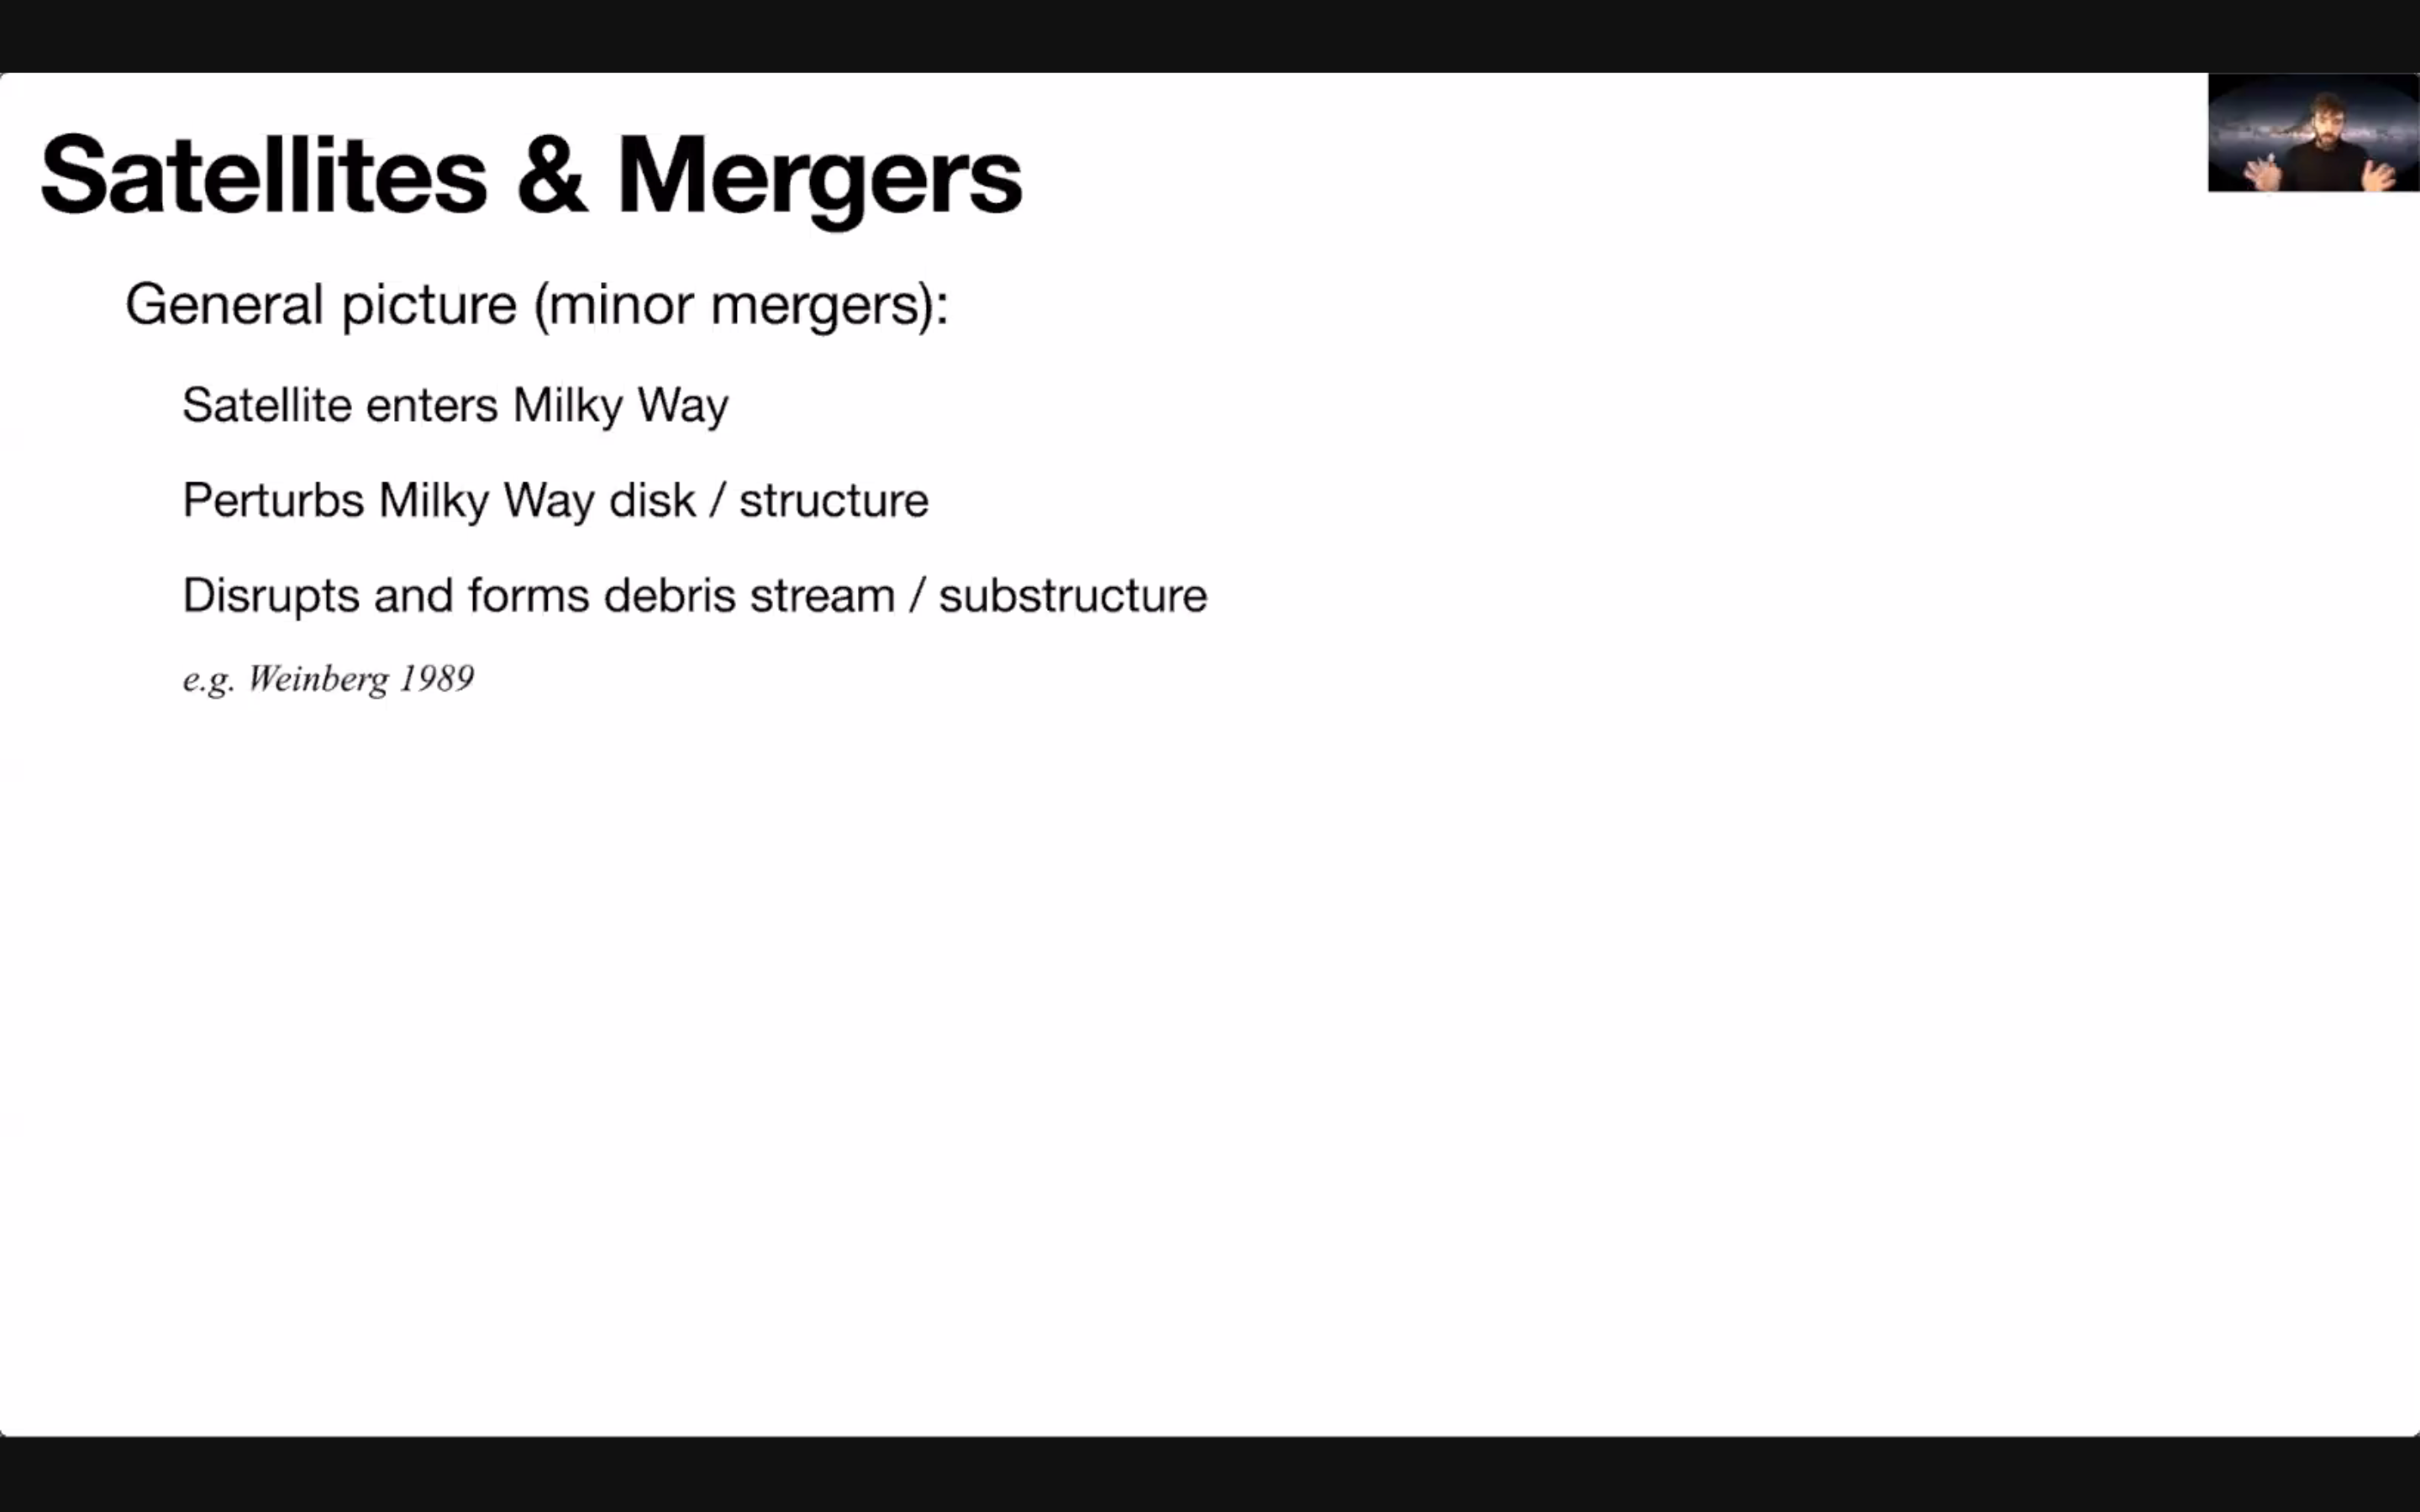 Satellites & Mergers
General picture (minor mergers):
Satellite enters Milky Way
Perturbs Milky Way disk / structure
Disrupts and forms debris stream / substructure
e.g. Weinberg 1989